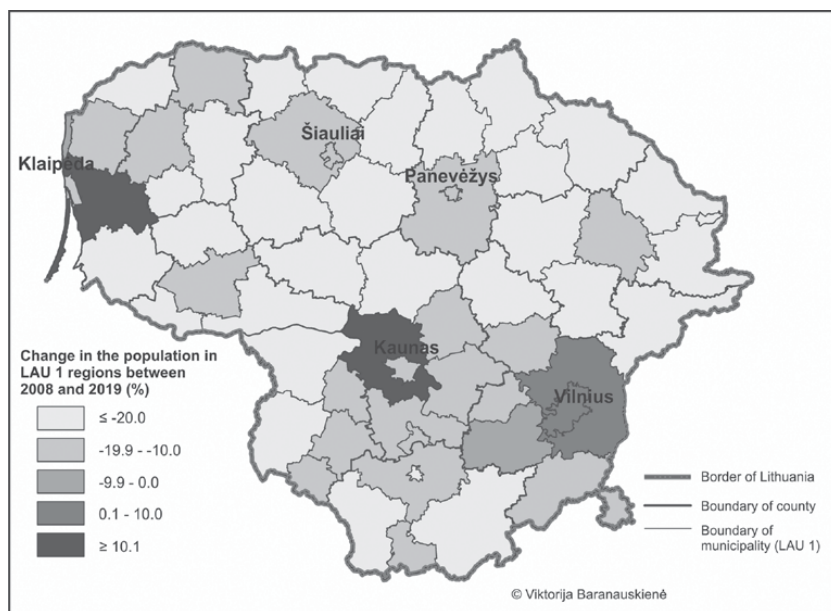 Šiauliai
Klaipėda
Panevėžys
Kaunas
Vilnius
Change in the population in
LAU 1 regions between
2008 and 2019 (%)
≤ -20.0
-19.9 - -10.0
-9.9 - 0.0
0.1 - 10.0
≥ 10.1
Border of Lithuania
Boundary of county
Boundary of
municipality (LAU 1)
© Viktorija Baranauskienė